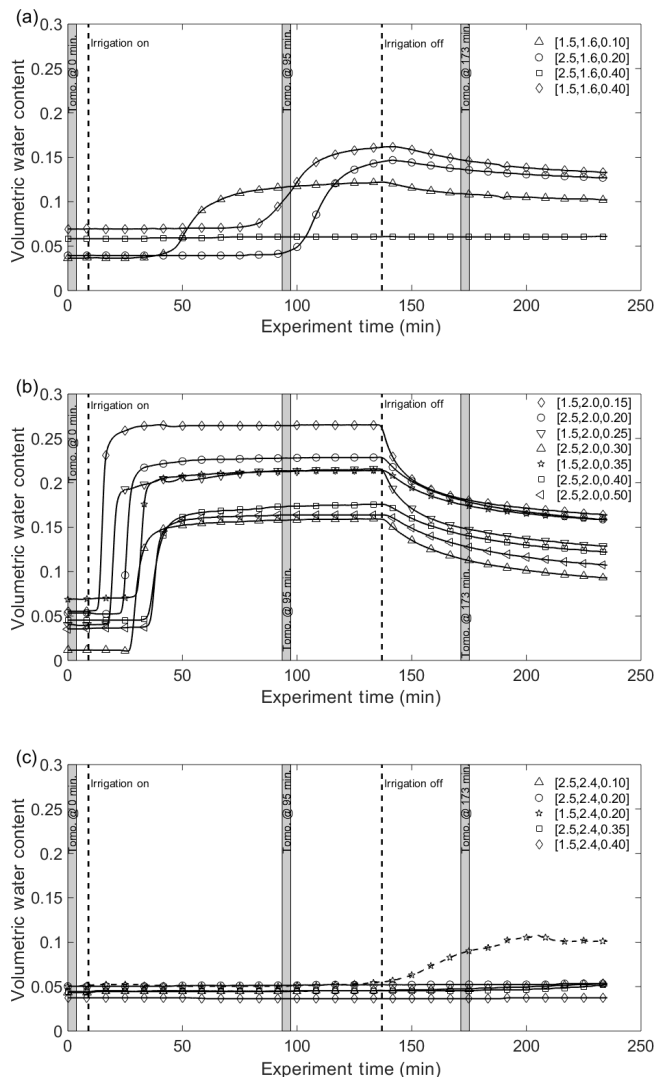 (a)
0.3
0.25
0.2
0.15
0.1
0.05
0
Volumetric water content
Tomo. @ 0 min.
Irrigation on
Tomo. @ 95 min
Irrigation off
Tomo. @ 173 min
[1.5,1.6,0.10]
[2.5,1.6,0.20]
[2.5,1.6,0.40]
[1.5,1.6,0.40]
0 50 100 150 200 250
Experiment time (min)
(b)
0.3
0.25
0.2
0.15
0.1
0.05
0
Volumetric water content
Tomo. @ 0 min.
Irrigation on
Tomo. @ 95 min
Irrigation off
Tomo. @ 173 min.
[1.5,2.0,0.15]
[2.5,2.0,0.20]
[1.5,2.0,0.25]
[2.5,2.0,0.30]
[1.5,2.0,0.35]
[2.5,2.0,0.40]
[2.5,2.0,0.50]
0 50 100 150 200 250
Experiment time (min)
(c)
0.3
0.25
0.2
0.15
0.1
0.05
0
Volumetric water content
Tomo. @ 0 min.
Irrigation on
Tomo. @ 95 min.
Irrigation off
Tomo. @ 173 min.
[2.5,2.4,0.10]
[2.5,2.4,0.20]
[1.5,2.4,0.20]
[2.5,2.4,0.35]
[1.5,2.4,0.40]
0 50 100 150 200 250
Experiment time (min)